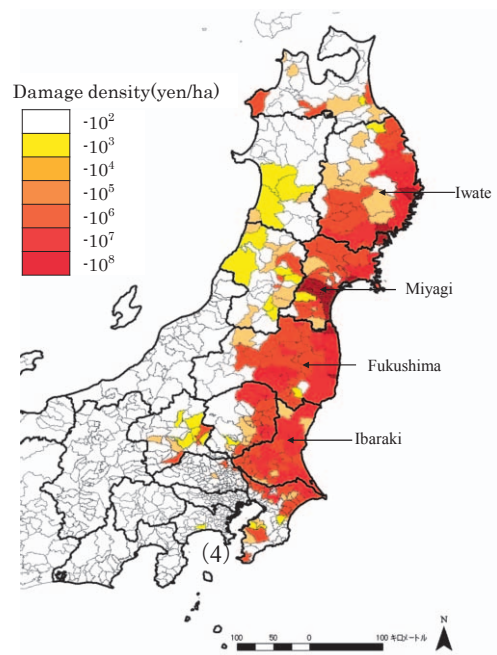 Damage density(yen/ha)
-10²
-10³
-10⁴
-10⁵
-10⁶
-10⁷
-10⁸
Iwate
Miyagi
Fukushima
Ibaraki
(4)
N
100 50 0 100 キロメートル